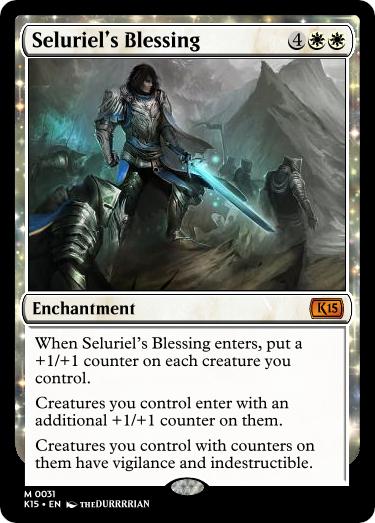 Seluriel's Blessing 4
Enchantment K15
When Seluriel's Blessing enters, put a
+1/+1 counter on each creature you
control.
Creatures you control enter with an
additional +1/+1 counter on them.
Creatures you control with counters
on them have vigilance and indestructible.
M 0031
K15 • EN theDURRRRIAN